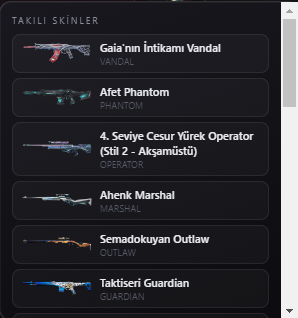 TAKILI SKİNLER
Gaia'nın İntikamı Vandal
VANDAL
Afet Phantom
PHANTOM
4. Seviye Cesur Yürek Operator
(Stil 2 - Akşamüstü)
OPERATOR
Ahenk Marshal
MARSHAL
Semadokuyan Outlaw
OUTLAW
Taktiseri Guardian
GUARDIAN